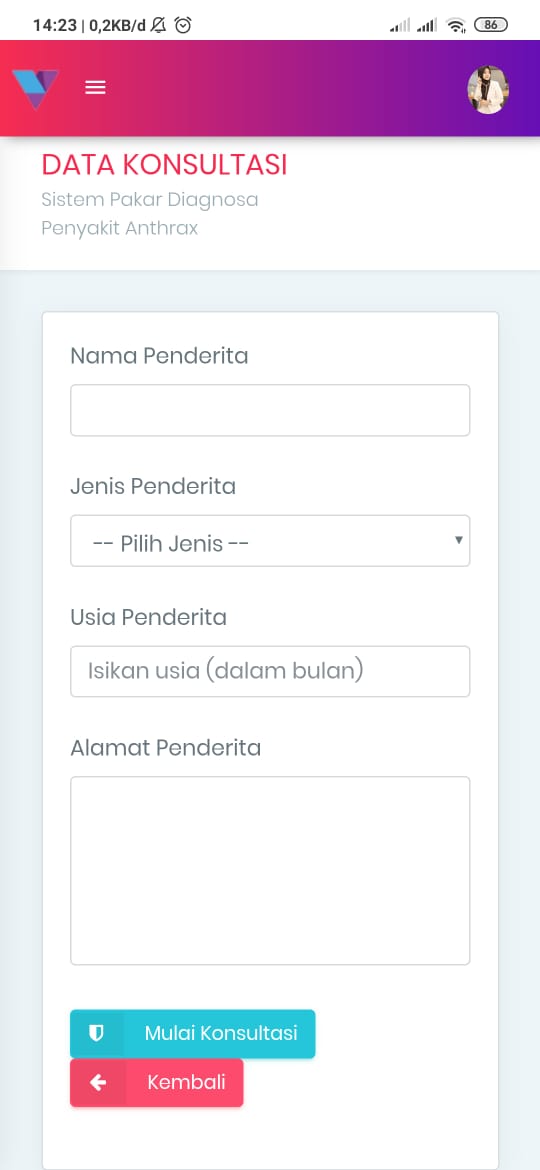 14:23 | 0,2KB/d
86
DATA KONSULTASI
Sistem Pakar Diagnosa
Penyakit Anthrax
Nama Penderita
Jenis Penderita
-- Pilih Jenis --
Usia Penderita
Isikan usia (dalam bulan)
Alamat Penderita
Mulai Konsultasi
Kembali